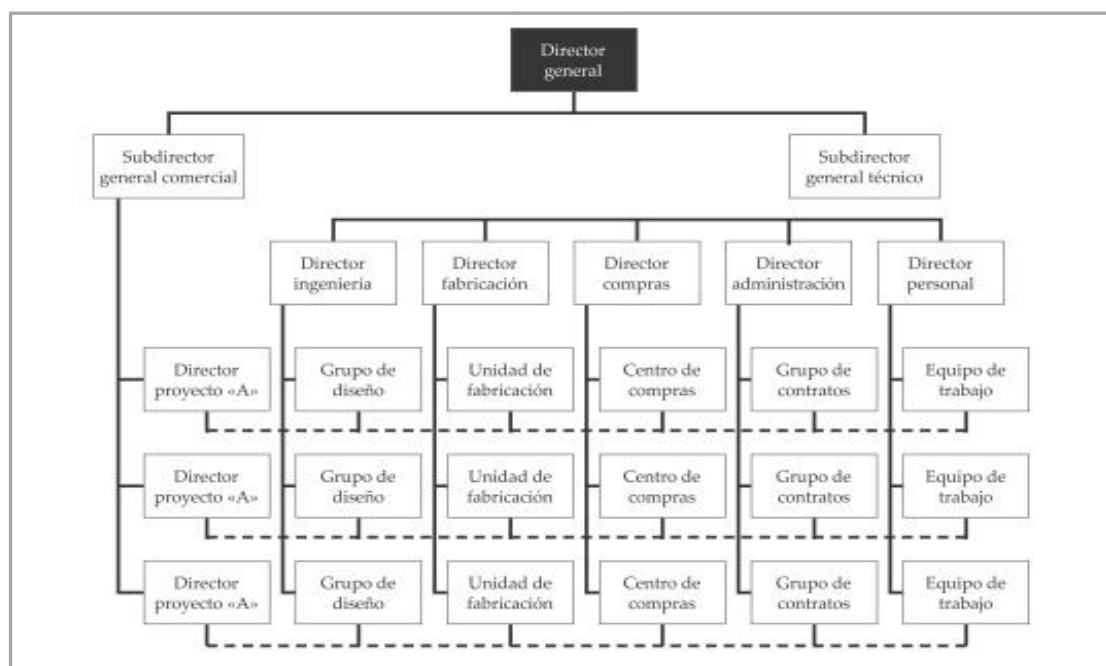 Director
general
Subdirector
general comercial
Subdirector
general técnico
Director
ingeniería
Director
fabricación
Director
compras
Director
administración
Director
personal
Director
proyecto «A»
Grupo de
diseño
Unidad de
fabricación
Centro de
compras
Grupo de
contratos
Equipo de
trabajo
Director
proyecto «A»
Grupo de
diseño
Unidad de
fabricación
Centro de
compras
Grupo de
contratos
Equipo de
trabajo
Director
proyecto «A»
Grupo de
diseño
Unidad de
fabricación
Centro de
compras
Grupo de
contratos
Equipo de
trabajo